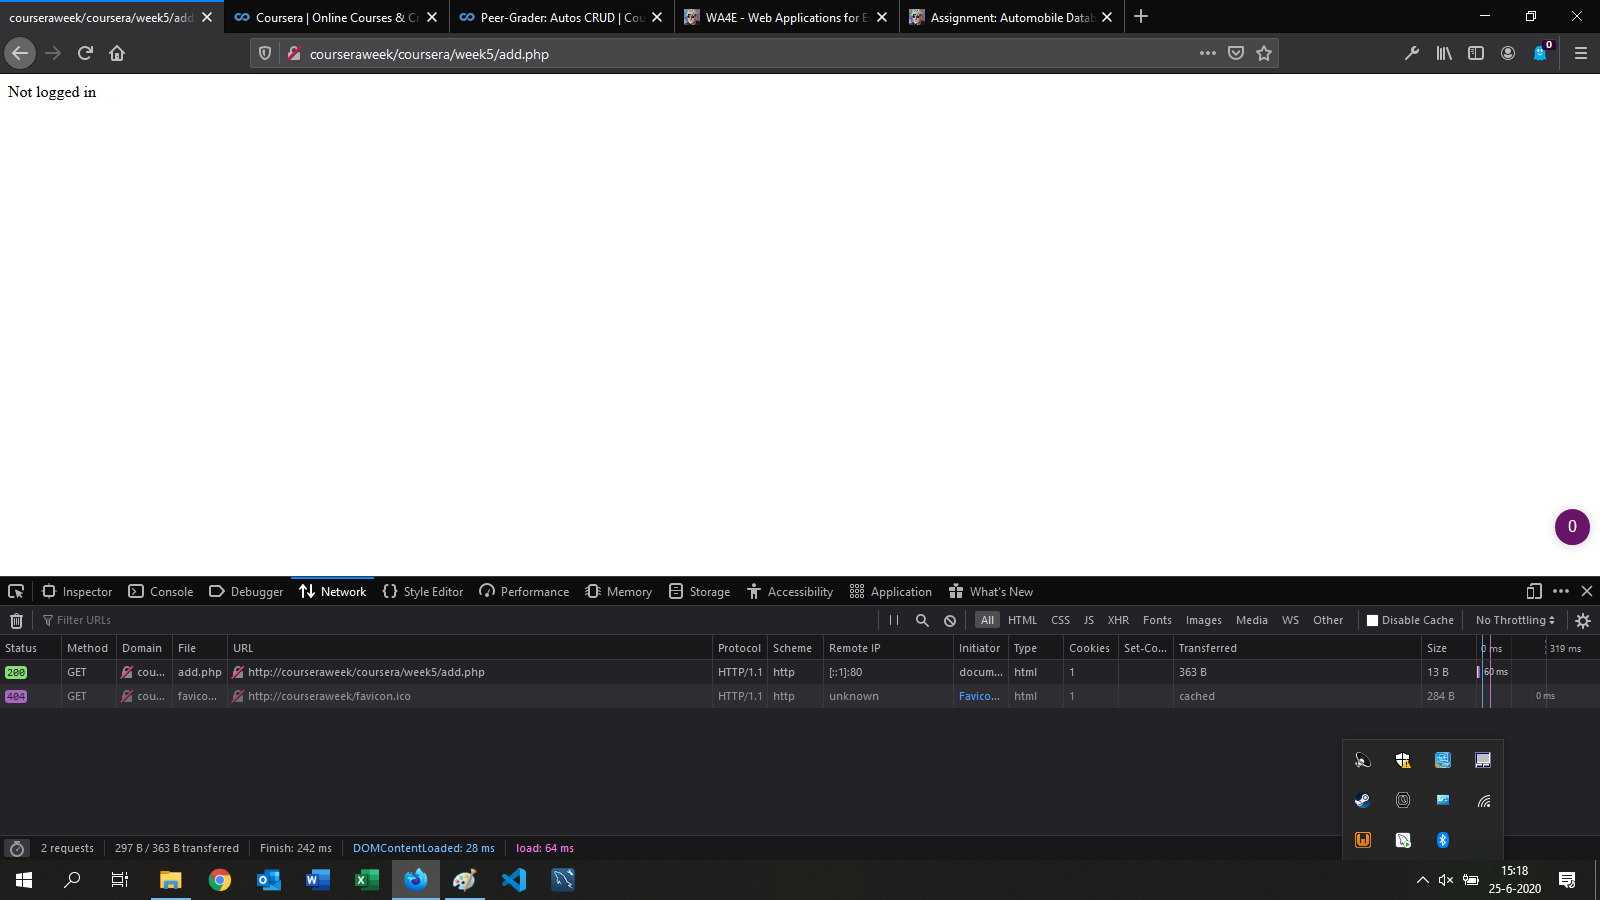 courseraweek/coursera/week5/add
Coursera | Online Courses & Cr
Peer-Grader: Autos CRUD | Cou
WA4E - Web Applications for Ev
Assignment: Automobile Datab
courseraweek/coursera/week5/add.php
0
Not logged in
0
Inspector Console Debugger Network Style Editor Performance Memory Storage Accessibility Application What's New
Filter URLs All HTML CSS JS XHR Fonts Images Media WS Other Disable Cache No Throttling
Status Method Domain File URL Protocol Scheme Remote IP Initiator Type Cookies Set-Co... Transferred Size 0 ms 319 ms
200 GET cou... add.php http://courseraweek/coursera/week5/add.php HTTP/1.1 http [::1]:80 docum... html 1 363 B 13 B 60 ms
404 GET cou... favico... http://courseraweek/favicon.ico HTTP/1.1 http unknown Favico... html 1 cached 284 B 0 ms
2 requests 297 B / 363 B transferred Finish: 242 ms DOMContentLoaded: 28 ms load: 64 ms
15:18
25-6-2020